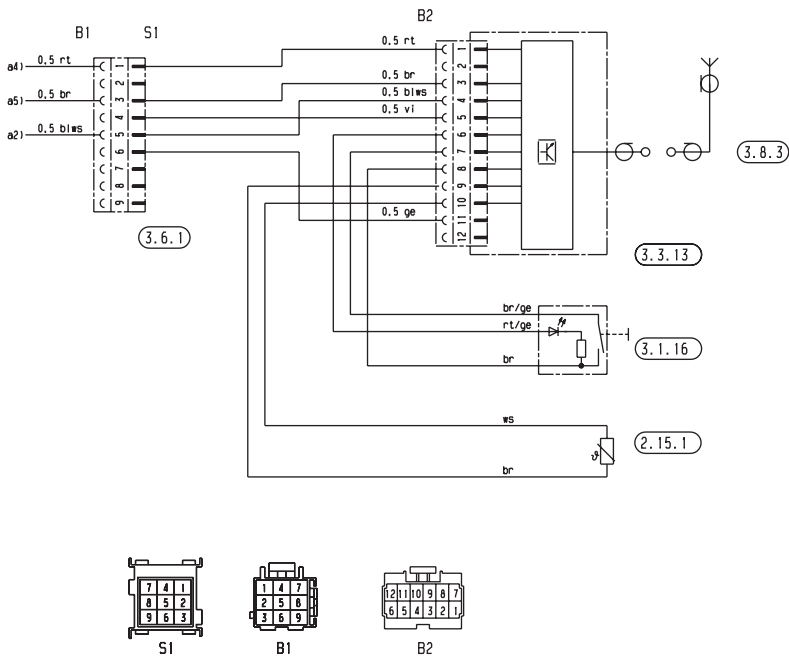 B2
B1 S1
0.5 rt
a4) 0.5 rt 1 1
2 2
0.5 br
a5) 0.5 br 3 3
0.5 blws
4 4
0.5 vi
a2) 0.5 blws 5 5
6 6
7 7
8 8
9 9
10
0.5 ge 11
12
3.8.3
3.6.1
3.3.13
br/ge
rt/ge
3.1.16
br
ws
2.15.1
ϑ
br
7 4 1
8 5 2
9 6 3
S1
1 4 7
2 5 8
3 6 9
B1
12 11 10 9 8 7
6 5 4 3 2 1
B2